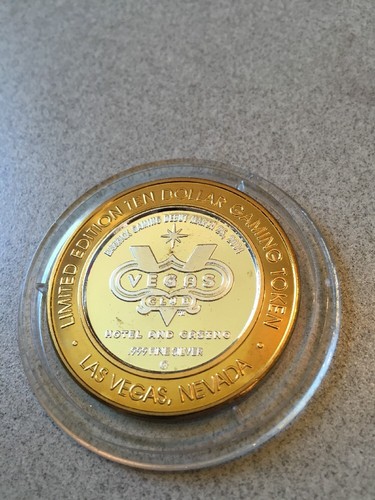 LIMITED EDITION TEN DOLLAR GAMING TOKEN
VEGAS
CLUB
HOTEL AND CASINO
.999 FINE SILVER
• LAS VEGAS, NEVADA •